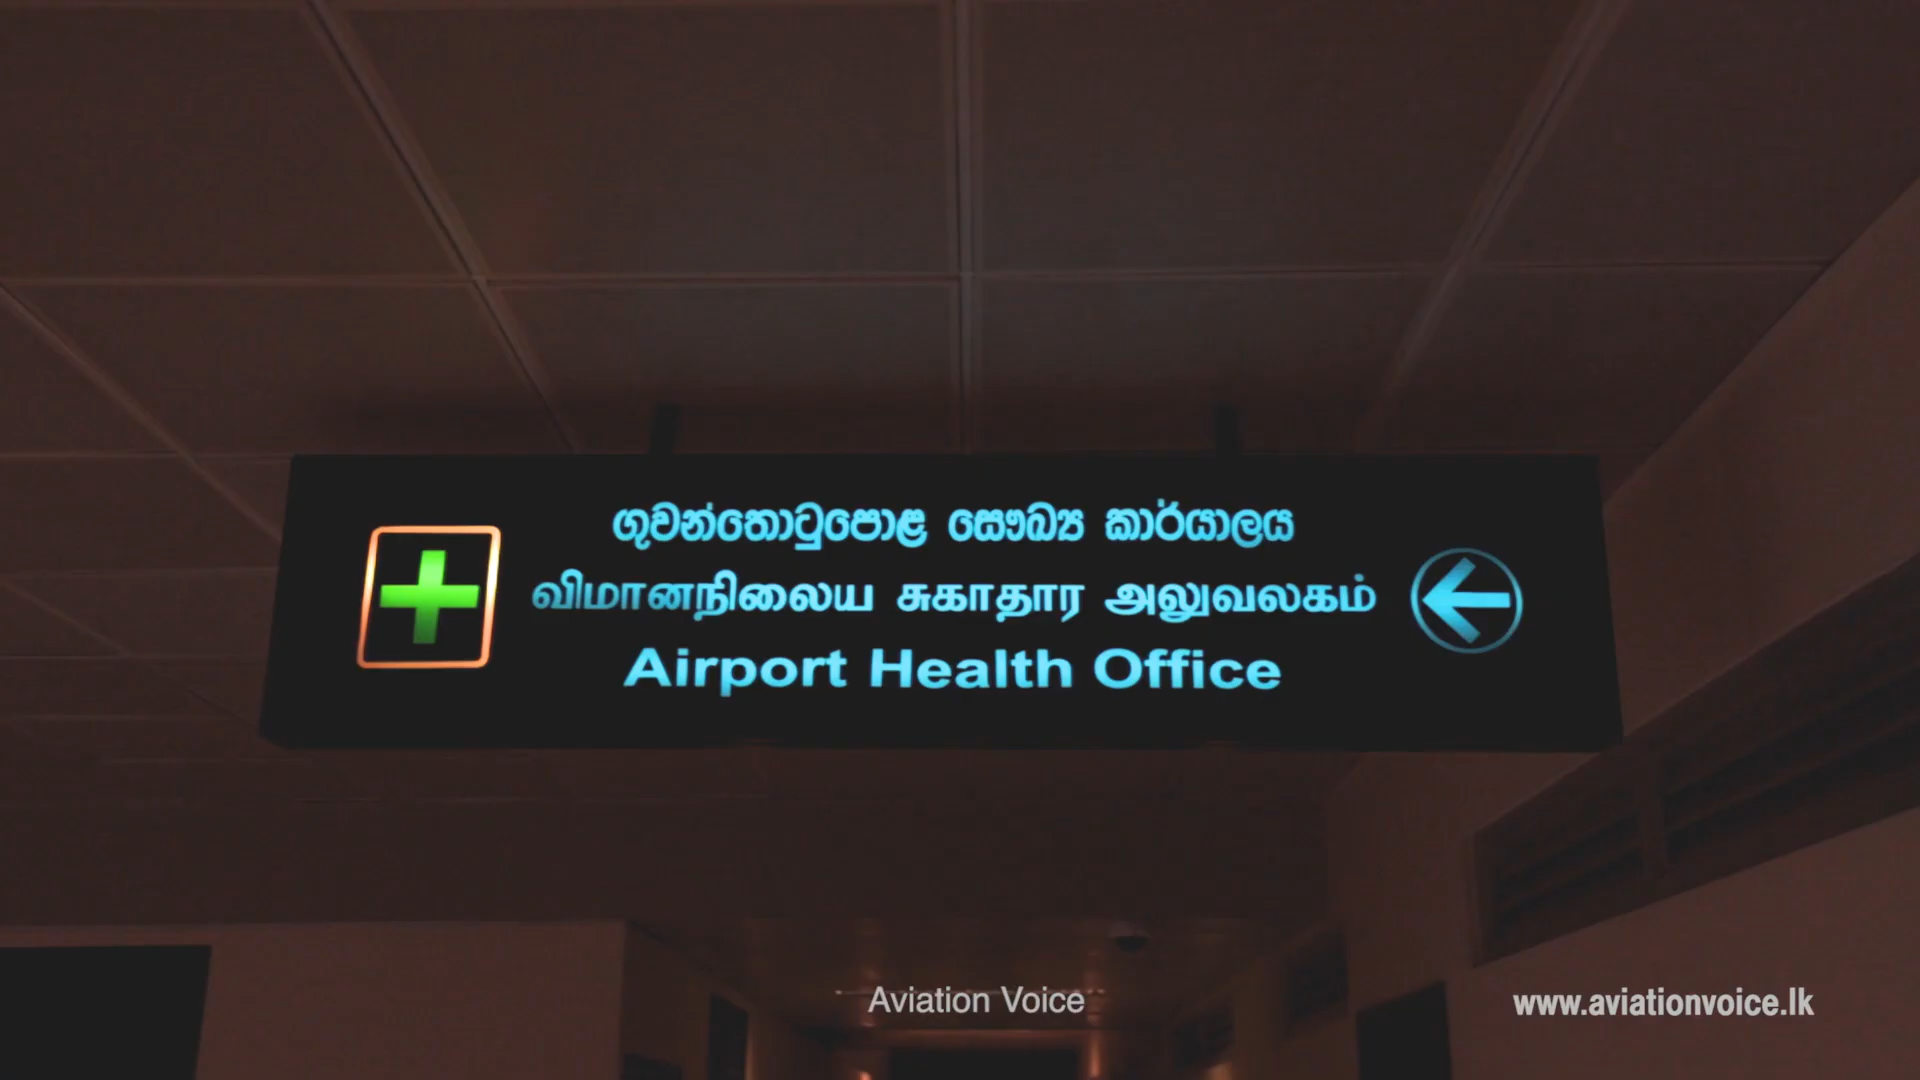 ගුවන්තොටුපොළ සෞඛ්‍ය කාර්යාලය
விமானநிலைய சுகாதார அலுவலகம்
Airport Health Office
Aviation Voice
www.aviationvoice.lk